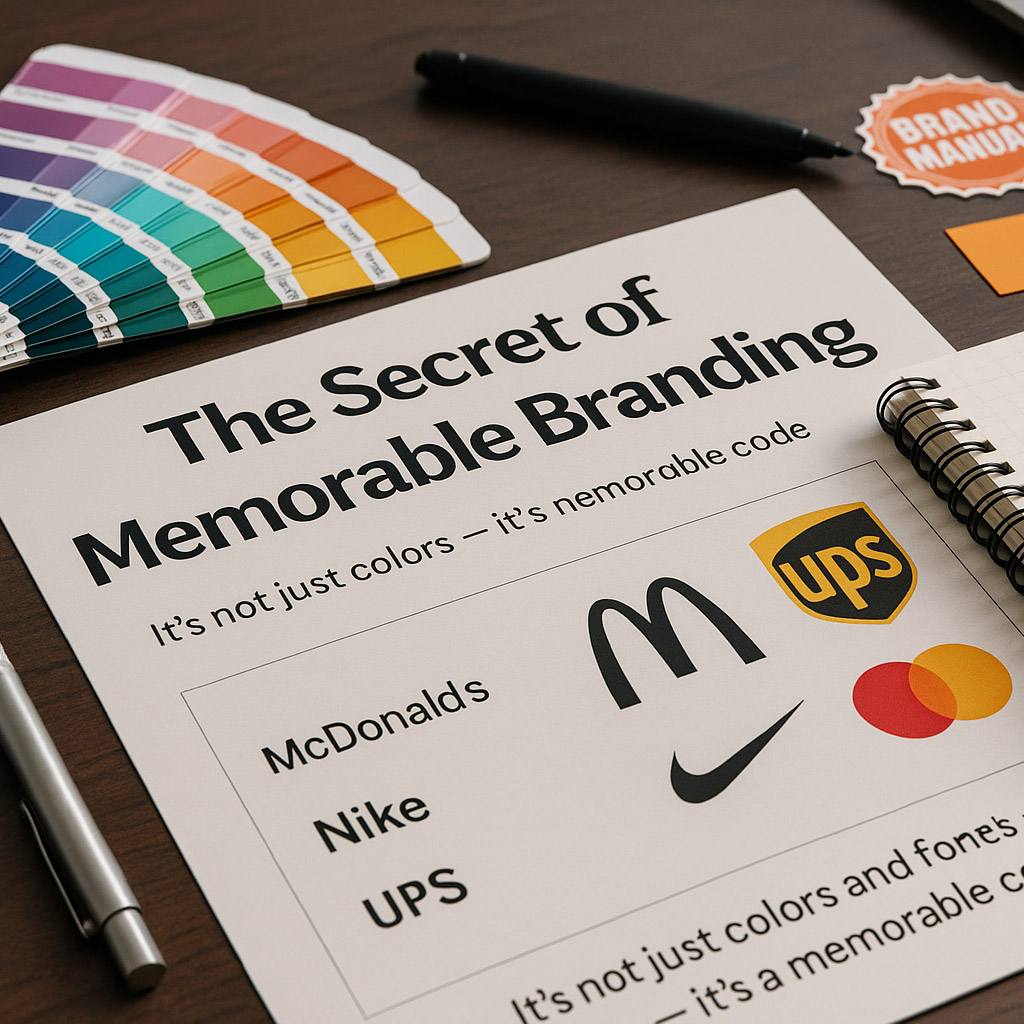 BRAND
MANUAL
The Secret of
Memorable Branding
It's not just colors — it's nemorable code
McDonalds
Nike
UPS
ups
It's not just colors and fone's
— it's a memorable